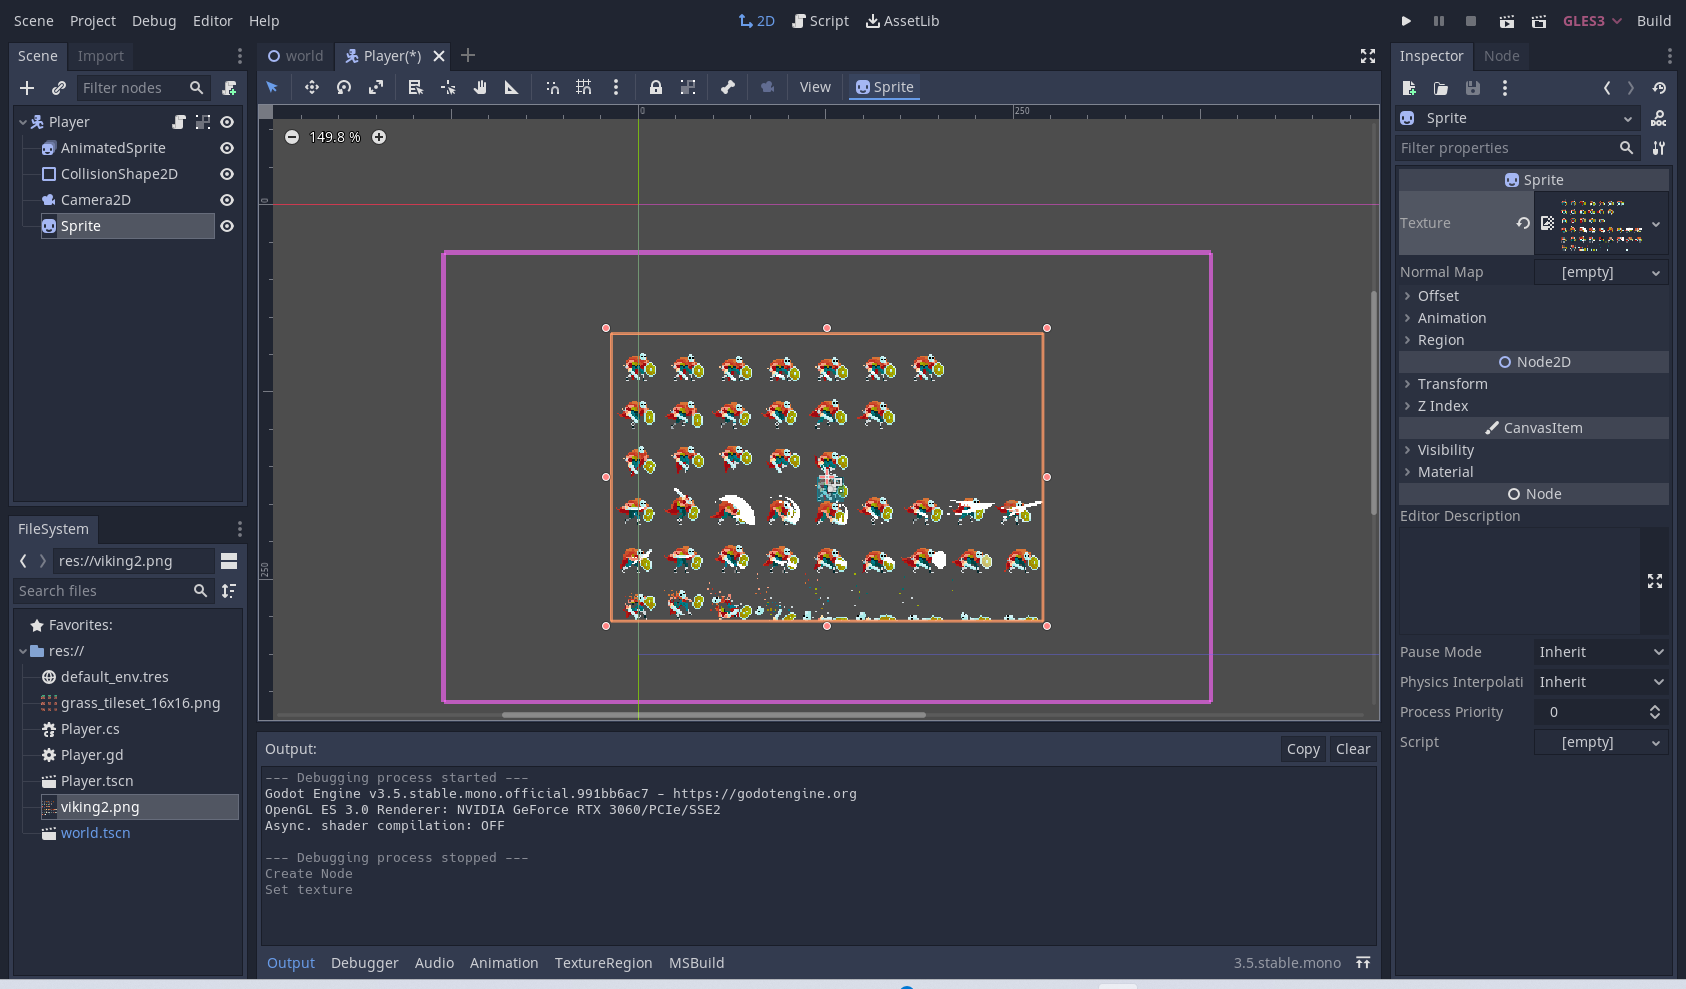 Scene Project Debug Editor Help
2D Script AssetLib
GLES3 Build
Scene Import
Filter nodes
Player
AnimatedSprite
CollisionShape2D
Camera2D
Sprite
FileSystem
res://viking2.png
Search files
Favorites:
res://
default_env.tres
grass_tileset_16x16.png
Player.cs
Player.gd
Player.tscn
viking2.png
world.tscn
world Player(*)
View Sprite
0 250
149.8 %
0
250
Output: Copy Clear
--- Debugging process started ---
Godot Engine v3.5.stable.mono.official.991bb6ac7 - https://godotengine.org
OpenGL ES 3.0 Renderer: NVIDIA GeForce RTX 3060/PCIe/SSE2
Async. shader compilation: OFF
--- Debugging process stopped ---
Create Node
Set texture
Output Debugger Audio Animation TextureRegion MSBuild 3.5.stable.mono
Inspector Node
Sprite DOC
Filter properties
Sprite
Texture
Normal Map [empty]
Offset
Animation
Region
Node2D
Transform
Z Index
CanvasItem
Visibility
Material
Node
Editor Description
Pause Mode Inherit
Physics Interpolati Inherit
Process Priority 0
Script [empty]